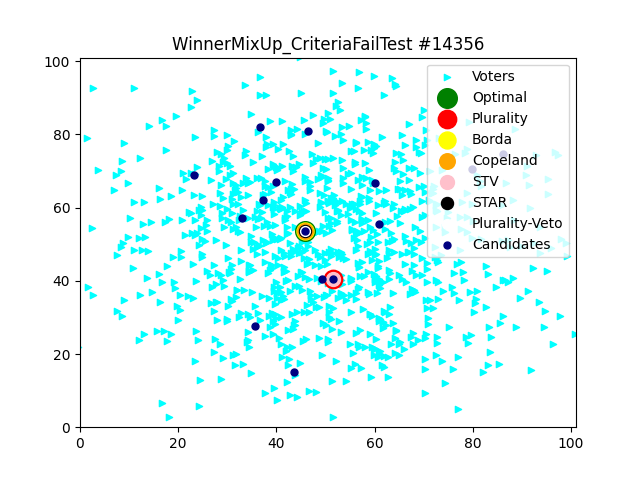 WinnerMixUp_CriteriaFailTest #14356
100
80
60
40
20
0
0
20
40
60
80
100
Voters
Optimal
Plurality
Borda
Copeland
STV
STAR
Plurality-Veto
Candidates